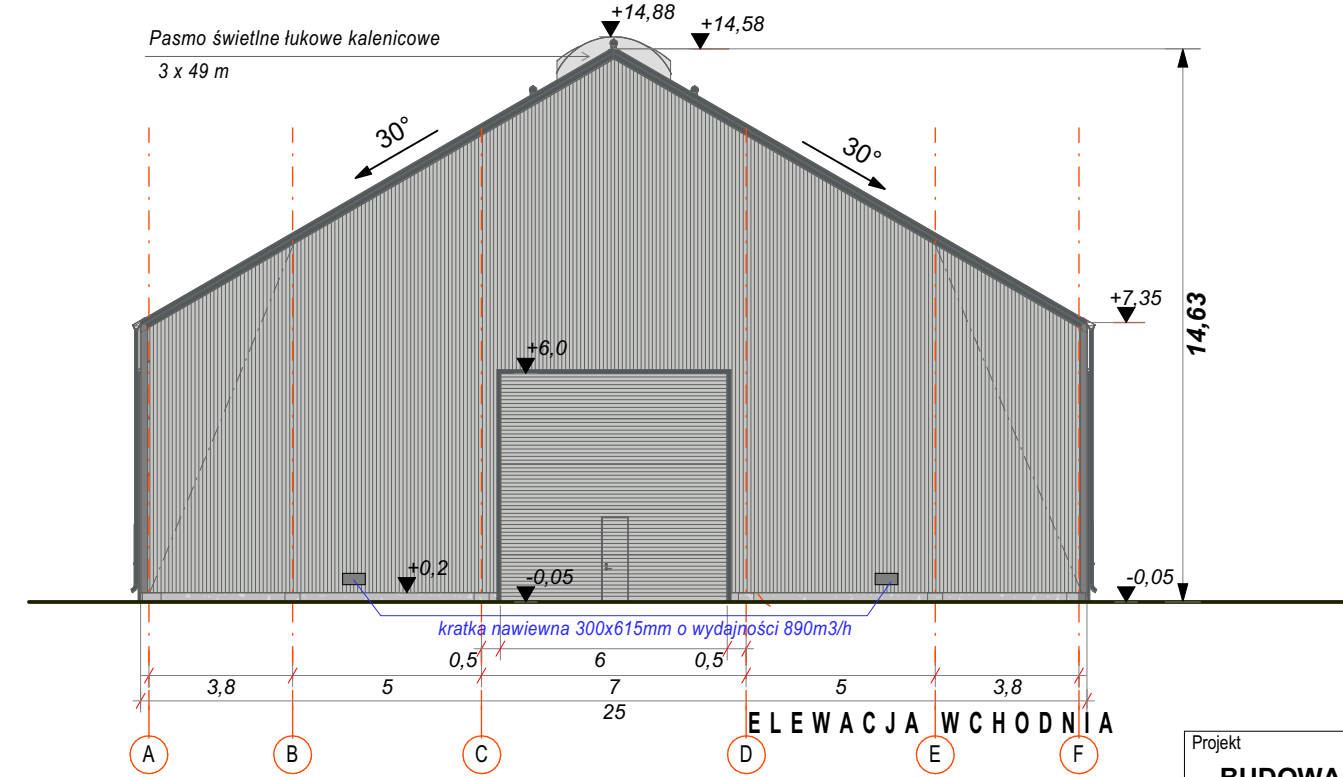 +14,88
+14,58
Pasmo świetlne łukowe kalenicowe
3 x 49 m
30°
30°
+7,35
14,63
+6,0
+0,2
-0,05
-0,05
kratka nawiewna 300x615mm o wydajności 890m3/h
0,5
6
0,5
3,8
5
7
5
3,8
25
ELEWACJA WCHODNIA
A
B
C
D
E
F
Projekt
BUDOWA